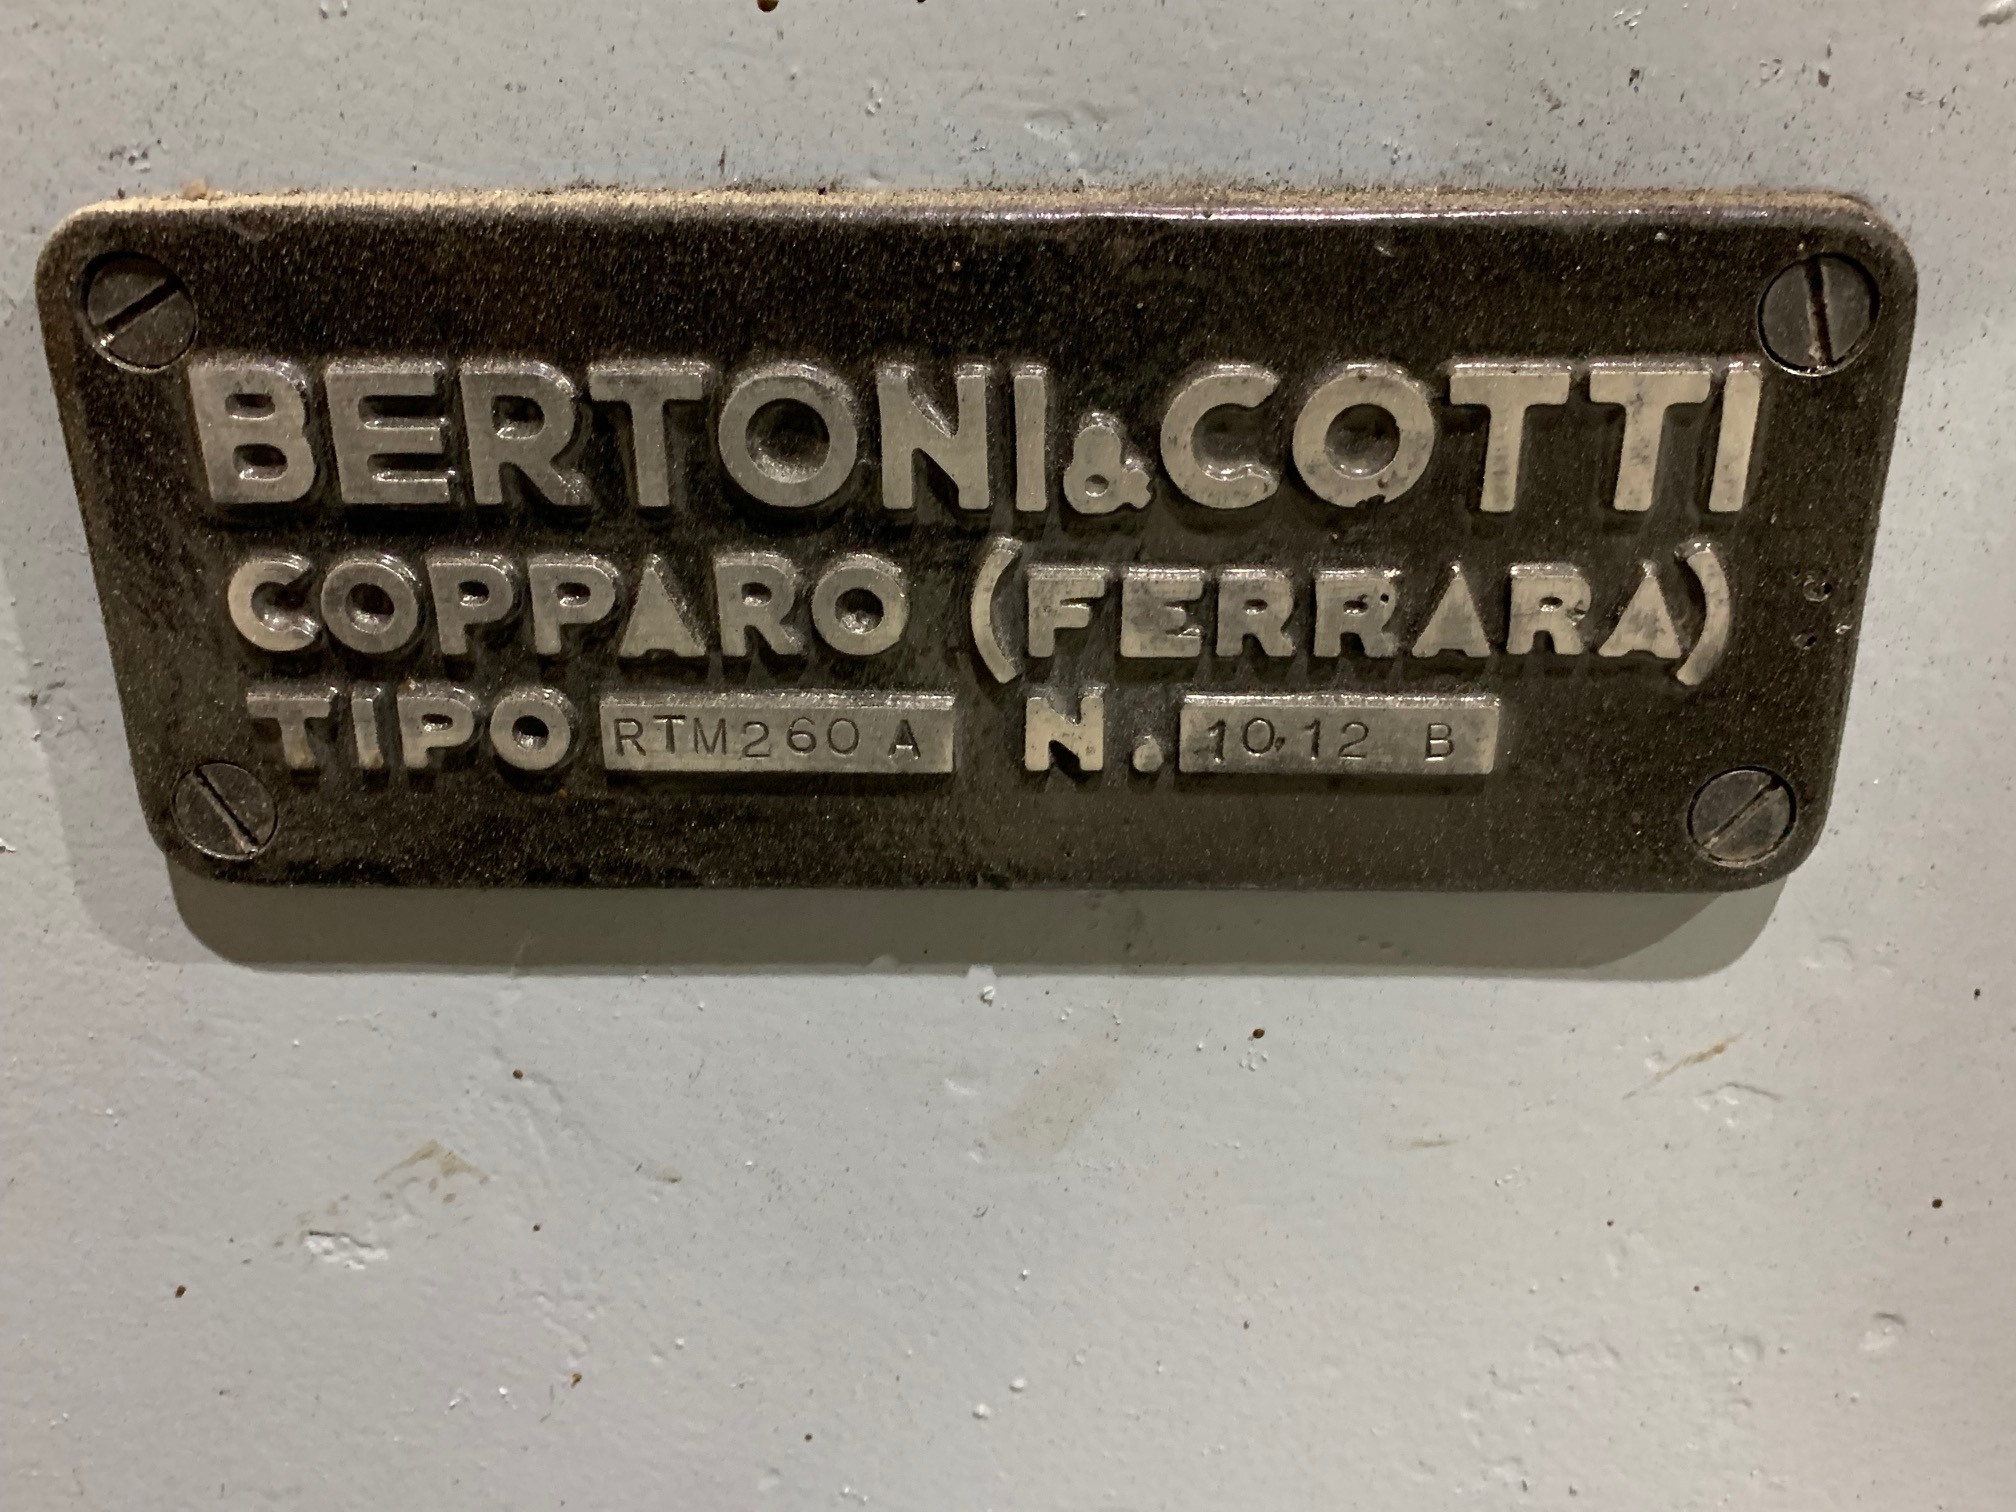 BERTONI & COTTI
COPPARO (FERRARA)
TIPO RTM260 A N. 10.12 B